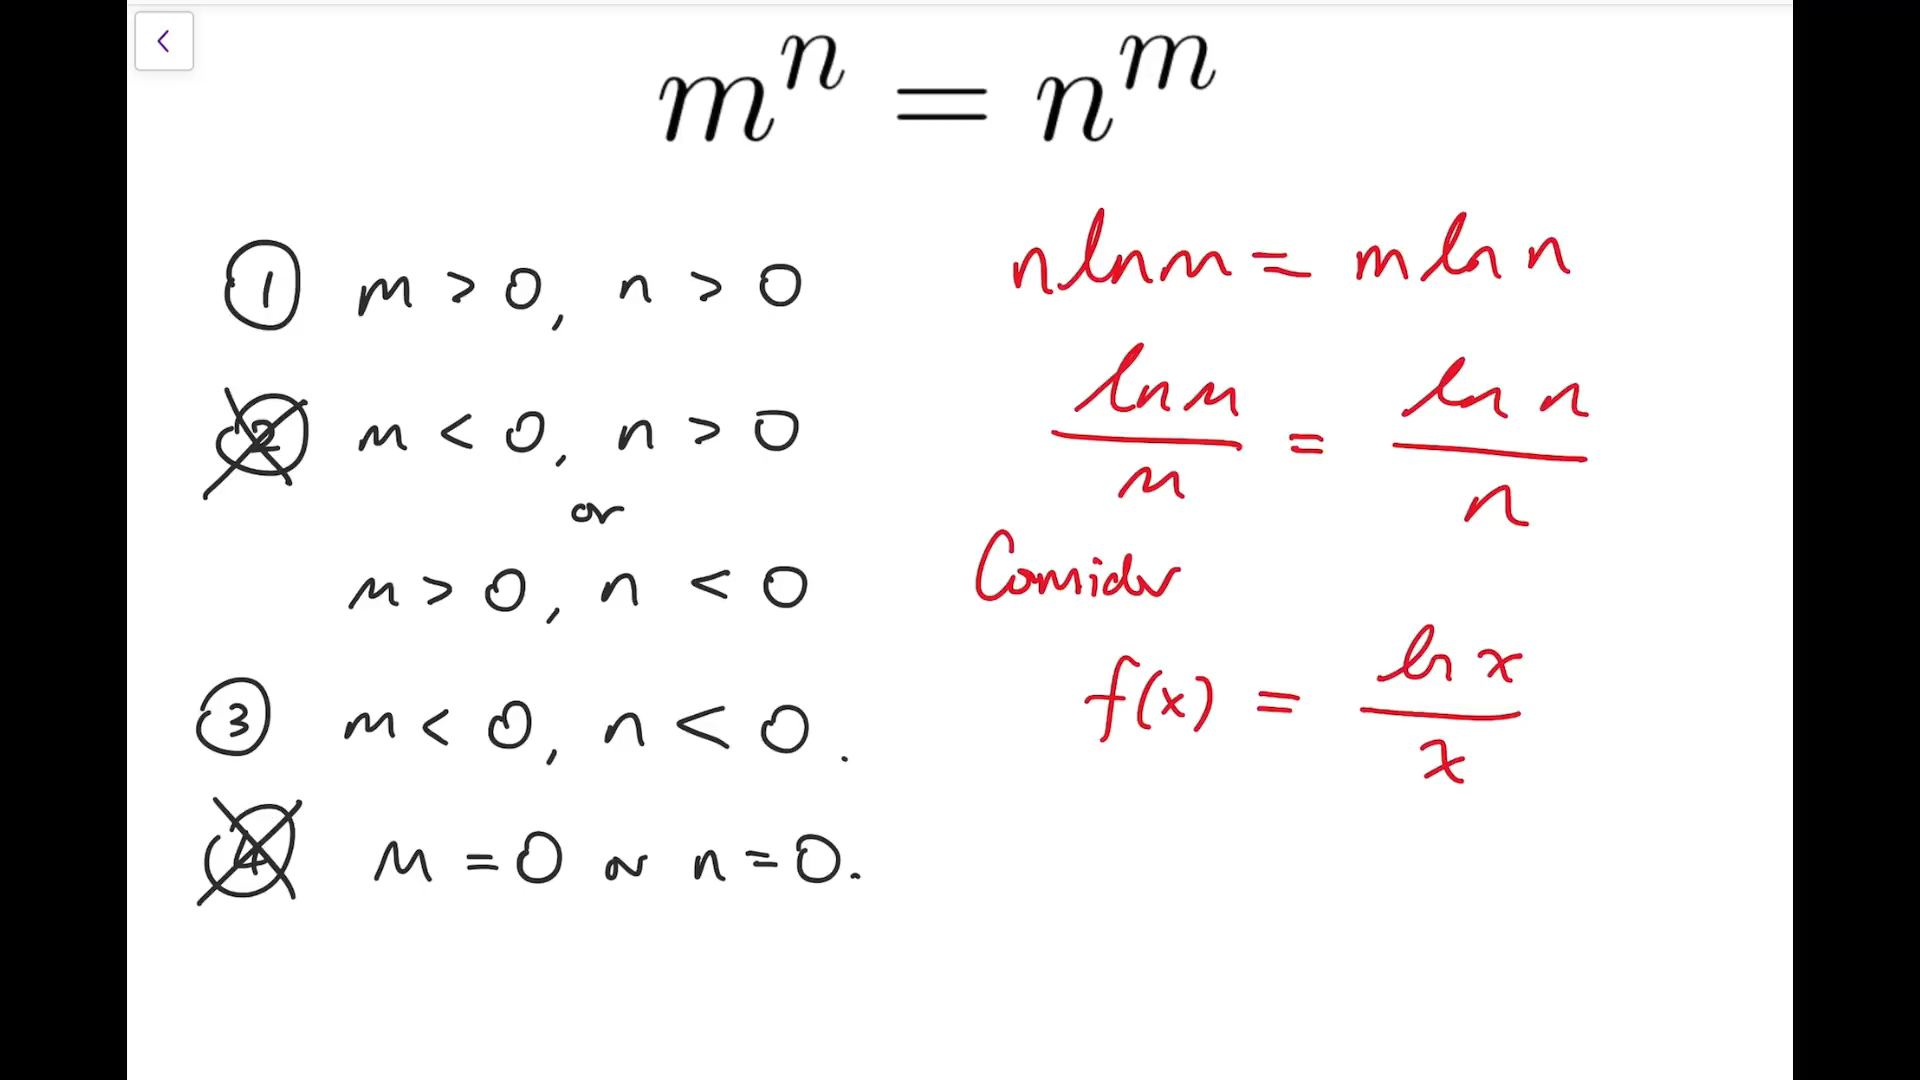 m^n = n^m
① m > 0, n > 0
② m < 0, n > 0
or
m > 0, n < 0
③ m < 0, n < 0.
④ m = 0 or n = 0.
n ln m = m ln n
ln m / m = ln n / n
Consider
f(x) = ln x / x